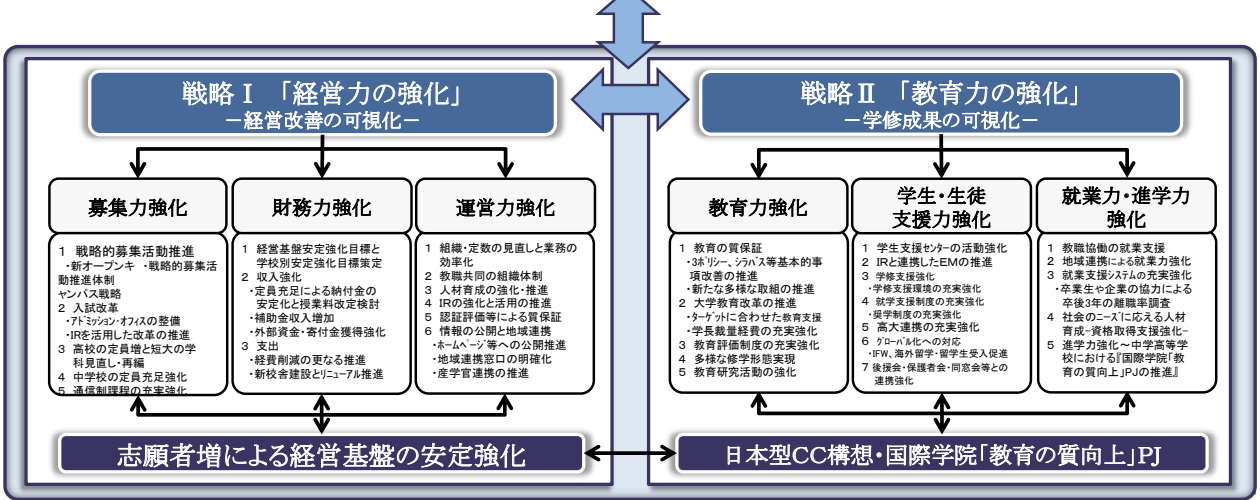 戦略Ⅰ 「経営力の強化」
－経営改善の可視化－
募集力強化
1 戦略的募集活動推進
・新オープンキ ・戦略的募集活
動推進体制
ャンパス戦略
2 入試改革
・アドミッション・オフィスの整備
・IRを活用した改革の推進
3 高校の定員増と短大の学
科見直し・再編
4 中学校の定員充足強化
5 通信制課程の充実強化
財務力強化
1 経営基盤安定強化目標と
学校別安定強化目標策定
2 収入強化
・定員充足による納付金の
安定化と授業料改定検討
・補助金収入増加
・外部資金・寄付金獲得強化
3 支出
・経費削減の更なる推進
・新校舎建設とリニューアル推進
運営力強化
1 組織・定数の見直しと業務の
効率化
2 教職共同の組織体制
3 人材育成の強化・推進
4 IRの強化と活用の推進
5 認証評価等による質保証
6 情報の公開と地域連携
・ホームページ等への公開推進
・地域連携窓口の明確化
・産学官連携の推進
志願者増による経営基盤の安定強化
戦略Ⅱ 「教育力の強化」
－学修成果の可視化－
教育力強化
1 教育の質保証
・3ポリシー、シラバス等基本的事
項改善の推進
・新たな多様な取組の推進
2 大学教育改革の推進
・ターゲットに合わせた教育支援
・学長裁量経費の充実強化
3 教育評価制度の充実強化
4 多様な修学形態実現
5 教育研究活動の強化
学生・生徒
支援力強化
1 学生支援センターの活動強化
2 IRと連携したEMの推進
3 学修支援強化
・学修支援環境の充実強化
4 就学支援制度の充実強化
・奨学制度の充実強化
5 高大連携の充実強化
6 グローバル化への対応
・IFW、海外留学・留学生受入促進
7 後援会・保護者会・同窓会等との
連携強化
就業力・進学力
強化
1 教職協働の就業支援
2 地域連携による就業力強化
3 就業支援システムの充実強化
・卒業生や企業の協力による
卒後3年の離職率調査
4 社会のニーズに応える人材
育成-資格取得支援強化-
5 進学力強化～中学高等学
校における『国際学院「教
育の質向上」PJの推進』
日本型CC構想・国際学院「教育の質向上」PJ